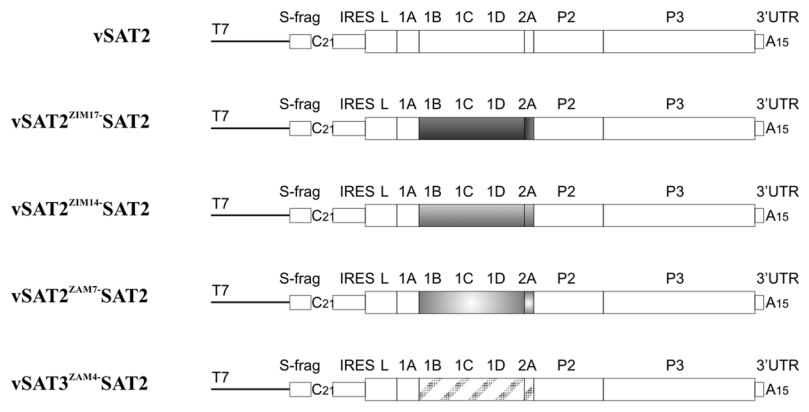 S-frag IRES L 1A 1B 1C 1D 2A P2 P3 3'UTR
vSAT2 T7 C21 A15
S-frag IRES L 1A 1B 1C 1D 2A P2 P3 3'UTR
vSAT2ZIM17-SAT2 T7 C21 A15
S-frag IRES L 1A 1B 1C 1D 2A P2 P3 3'UTR
vSAT2ZIM14-SAT2 T7 C21 A15
S-frag IRES L 1A 1B 1C 1D 2A P2 P3 3'UTR
vSAT2ZAM7-SAT2 T7 C21 A15
S-frag IRES L 1A 1B 1C 1D 2A P2 P3 3'UTR
vSAT3ZAM4-SAT2 T7 C21 A15